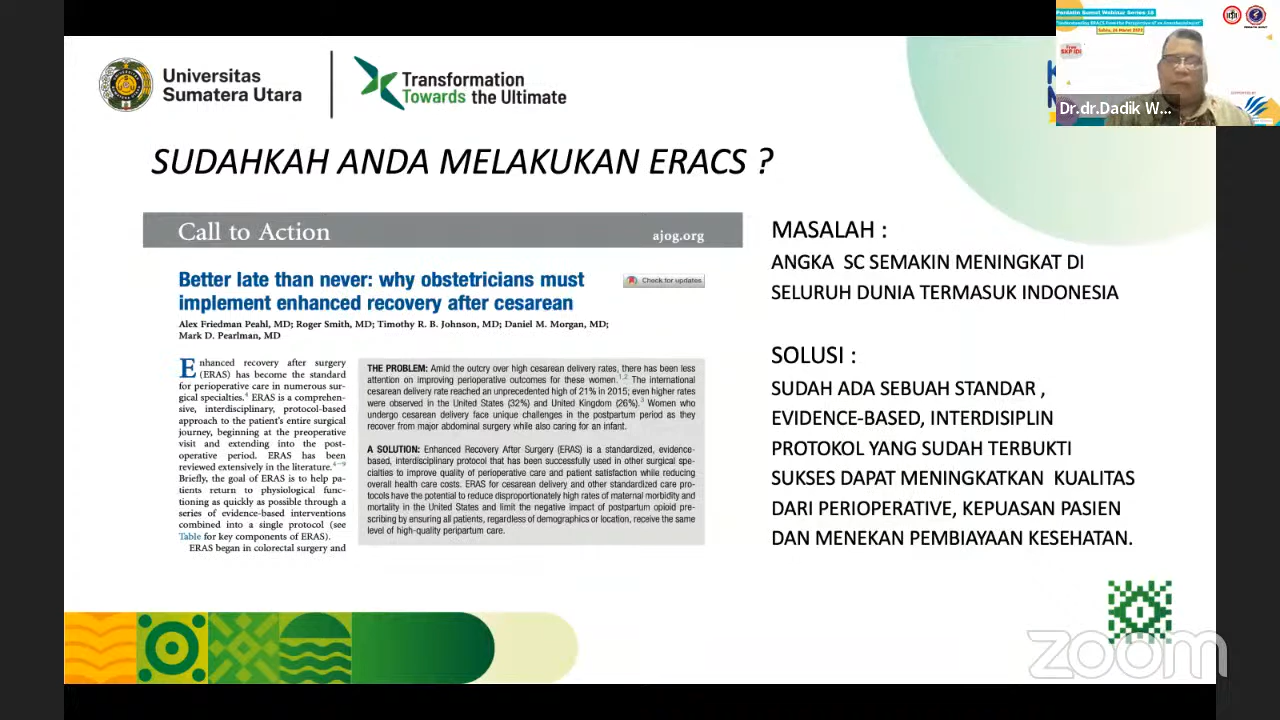 Universitas
Sumatera Utara
Transformation
Towards the Ultimate
Perdatin Sumut Webinar Series 10
Free
SKP IDI
Dr.dr.Dadik W...
SUDAHKAH ANDA MELAKUKAN ERACS ?
Call to Action
ajog.org
Better late than never: why obstetricians must
implement enhanced recovery after cesarean
Check for updates
Alex Friedman Peahl, MD; Roger Smith, MD; Timothy R. B. Johnson, MD; Daniel M. Morgan, MD;
Mark D. Pearlman, MD
Enhanced recovery after surgery
(ERAS) has become the standard
for perioperative care in numerous sur-
gical specialties.4 ERAS is a comprehen-
sive, interdisciplinary, protocol-based
approach to the patient's entire surgical
journey, beginning at the preoperative
visit and extending into the post-
operative period. ERAS has been
reviewed extensively in the literature.4–9
Briefly, the goal of ERAS is to help pa-
tients return to physiological func-
tioning as quickly as possible through a
series of evidence-based interventions
combined into a single protocol (see
Table for key components of ERAS).
ERAS began in colorectal surgery and
THE PROBLEM: Amid the outcry over high cesarean delivery rates, there has been less
attention on improving perioperative outcomes for these women.1,2 The international
cesarean delivery rate reached an unprecedented high of 21% in 2015; even higher rates
were observed in the United States (32%) and United Kingdom (26%).3 Women who
undergo cesarean delivery face unique challenges in the postpartum period as they
recover from major abdominal surgery while also caring for an infant.
A SOLUTION: Enhanced Recovery After Surgery (ERAS) is a standardized, evidence-
based, interdisciplinary protocol that has been successfully used in other surgical spe-
cialties to improve quality of perioperative care and patient satisfaction while reducing
overall health care costs. ERAS for cesarean delivery and other standardized care pro-
tocols have the potential to reduce disproportionately high rates of maternal morbidity and
mortality in the United States and limit the negative impact of postpartum opioid pre-
scribing by ensuring all patients, regardless of demographics or location, receive the same
level of high-quality peripartum care.
MASALAH :
ANGKA SC SEMAKIN MENINGKAT DI
SELURUH DUNIA TERMASUK INDONESIA
SOLUSI :
SUDAH ADA SEBUAH STANDAR ,
EVIDENCE-BASED, INTERDISIPLIN
PROTOKOL YANG SUDAH TERBUKTI
SUKSES DAPAT MENINGKATKAN KUALITAS
DARI PERIOPERATIVE, KEPUASAN PASIEN
DAN MENEKAN PEMBIAYAAN KESEHATAN.
zoom